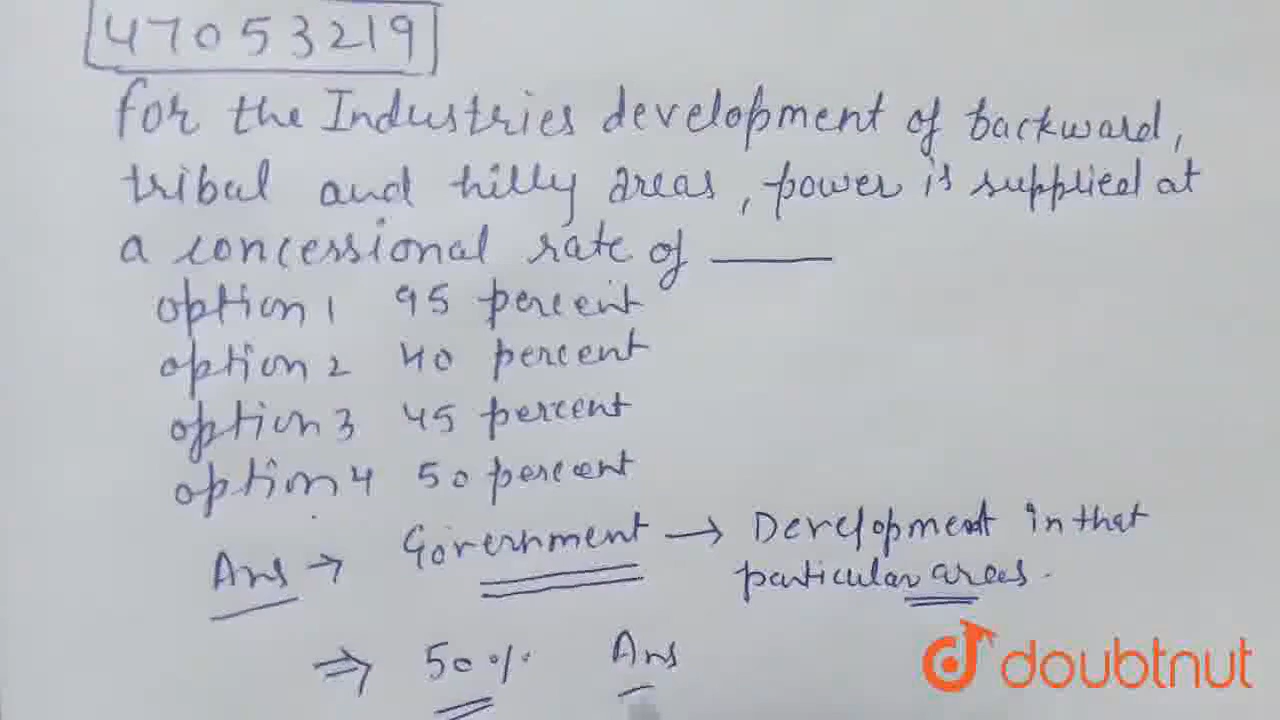 47053219
for the Industries development of backward,
tribal and hilly areas, power is supplied at
a concessional rate of ____
option 1 95 percent
option 2 40 percent
option 3 45 percent
option 4 50 percent
Ans → Government → Development in that
particular areas.
⇒ 50% Ans
doubtnut